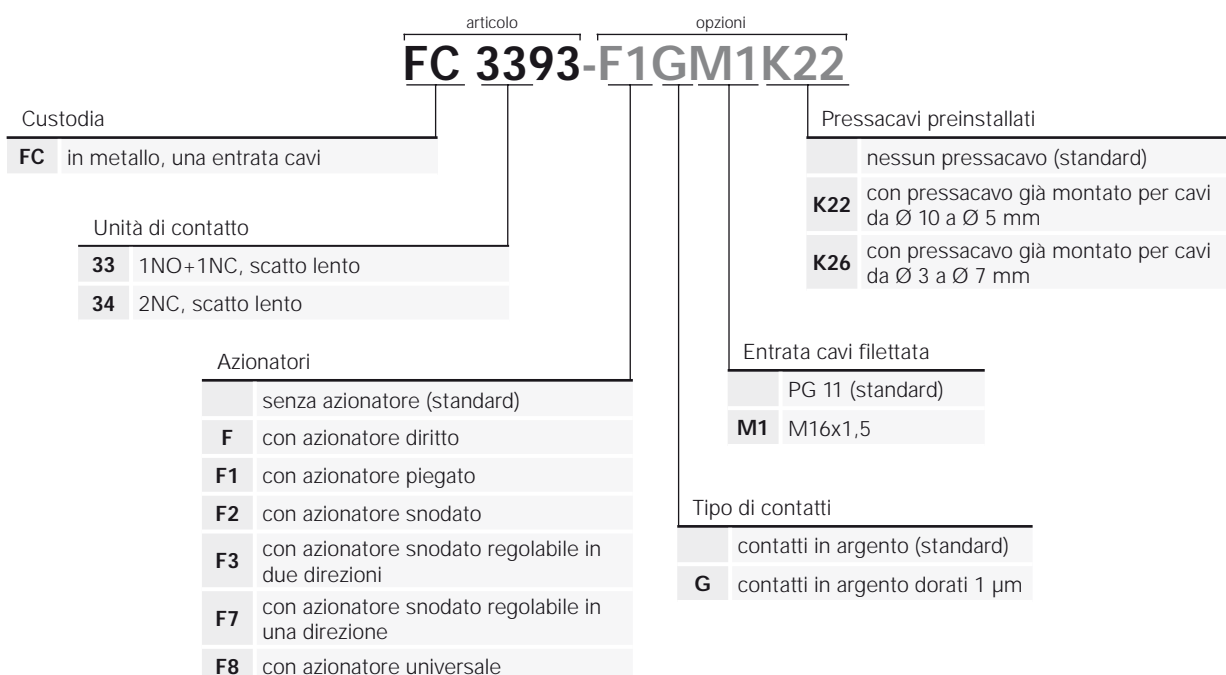 articolo
opzioni
FC 3393-F1GM1K22
Custodia
FC in metallo, una entrata cavi
Unità di contatto
33 1NO+1NC, scatto lento
34 2NC, scatto lento
Azionatori
senza azionatore (standard)
F con azionatore diritto
F1 con azionatore piegato
F2 con azionatore snodato
F3 con azionatore snodato regolabile in
due direzioni
F7 con azionatore snodato regolabile in
una direzione
F8 con azionatore universale
Pressacavi preinstallati
nessun pressacavo (standard)
K22 con pressacavo già montato per cavi
da Ø 10 a Ø 5 mm
K26 con pressacavo già montato per cavi
da Ø 3 a Ø 7 mm
Entrata cavi filettata
PG 11 (standard)
M1 M16x1,5
Tipo di contatti
contatti in argento (standard)
G contatti in argento dorati 1 µm